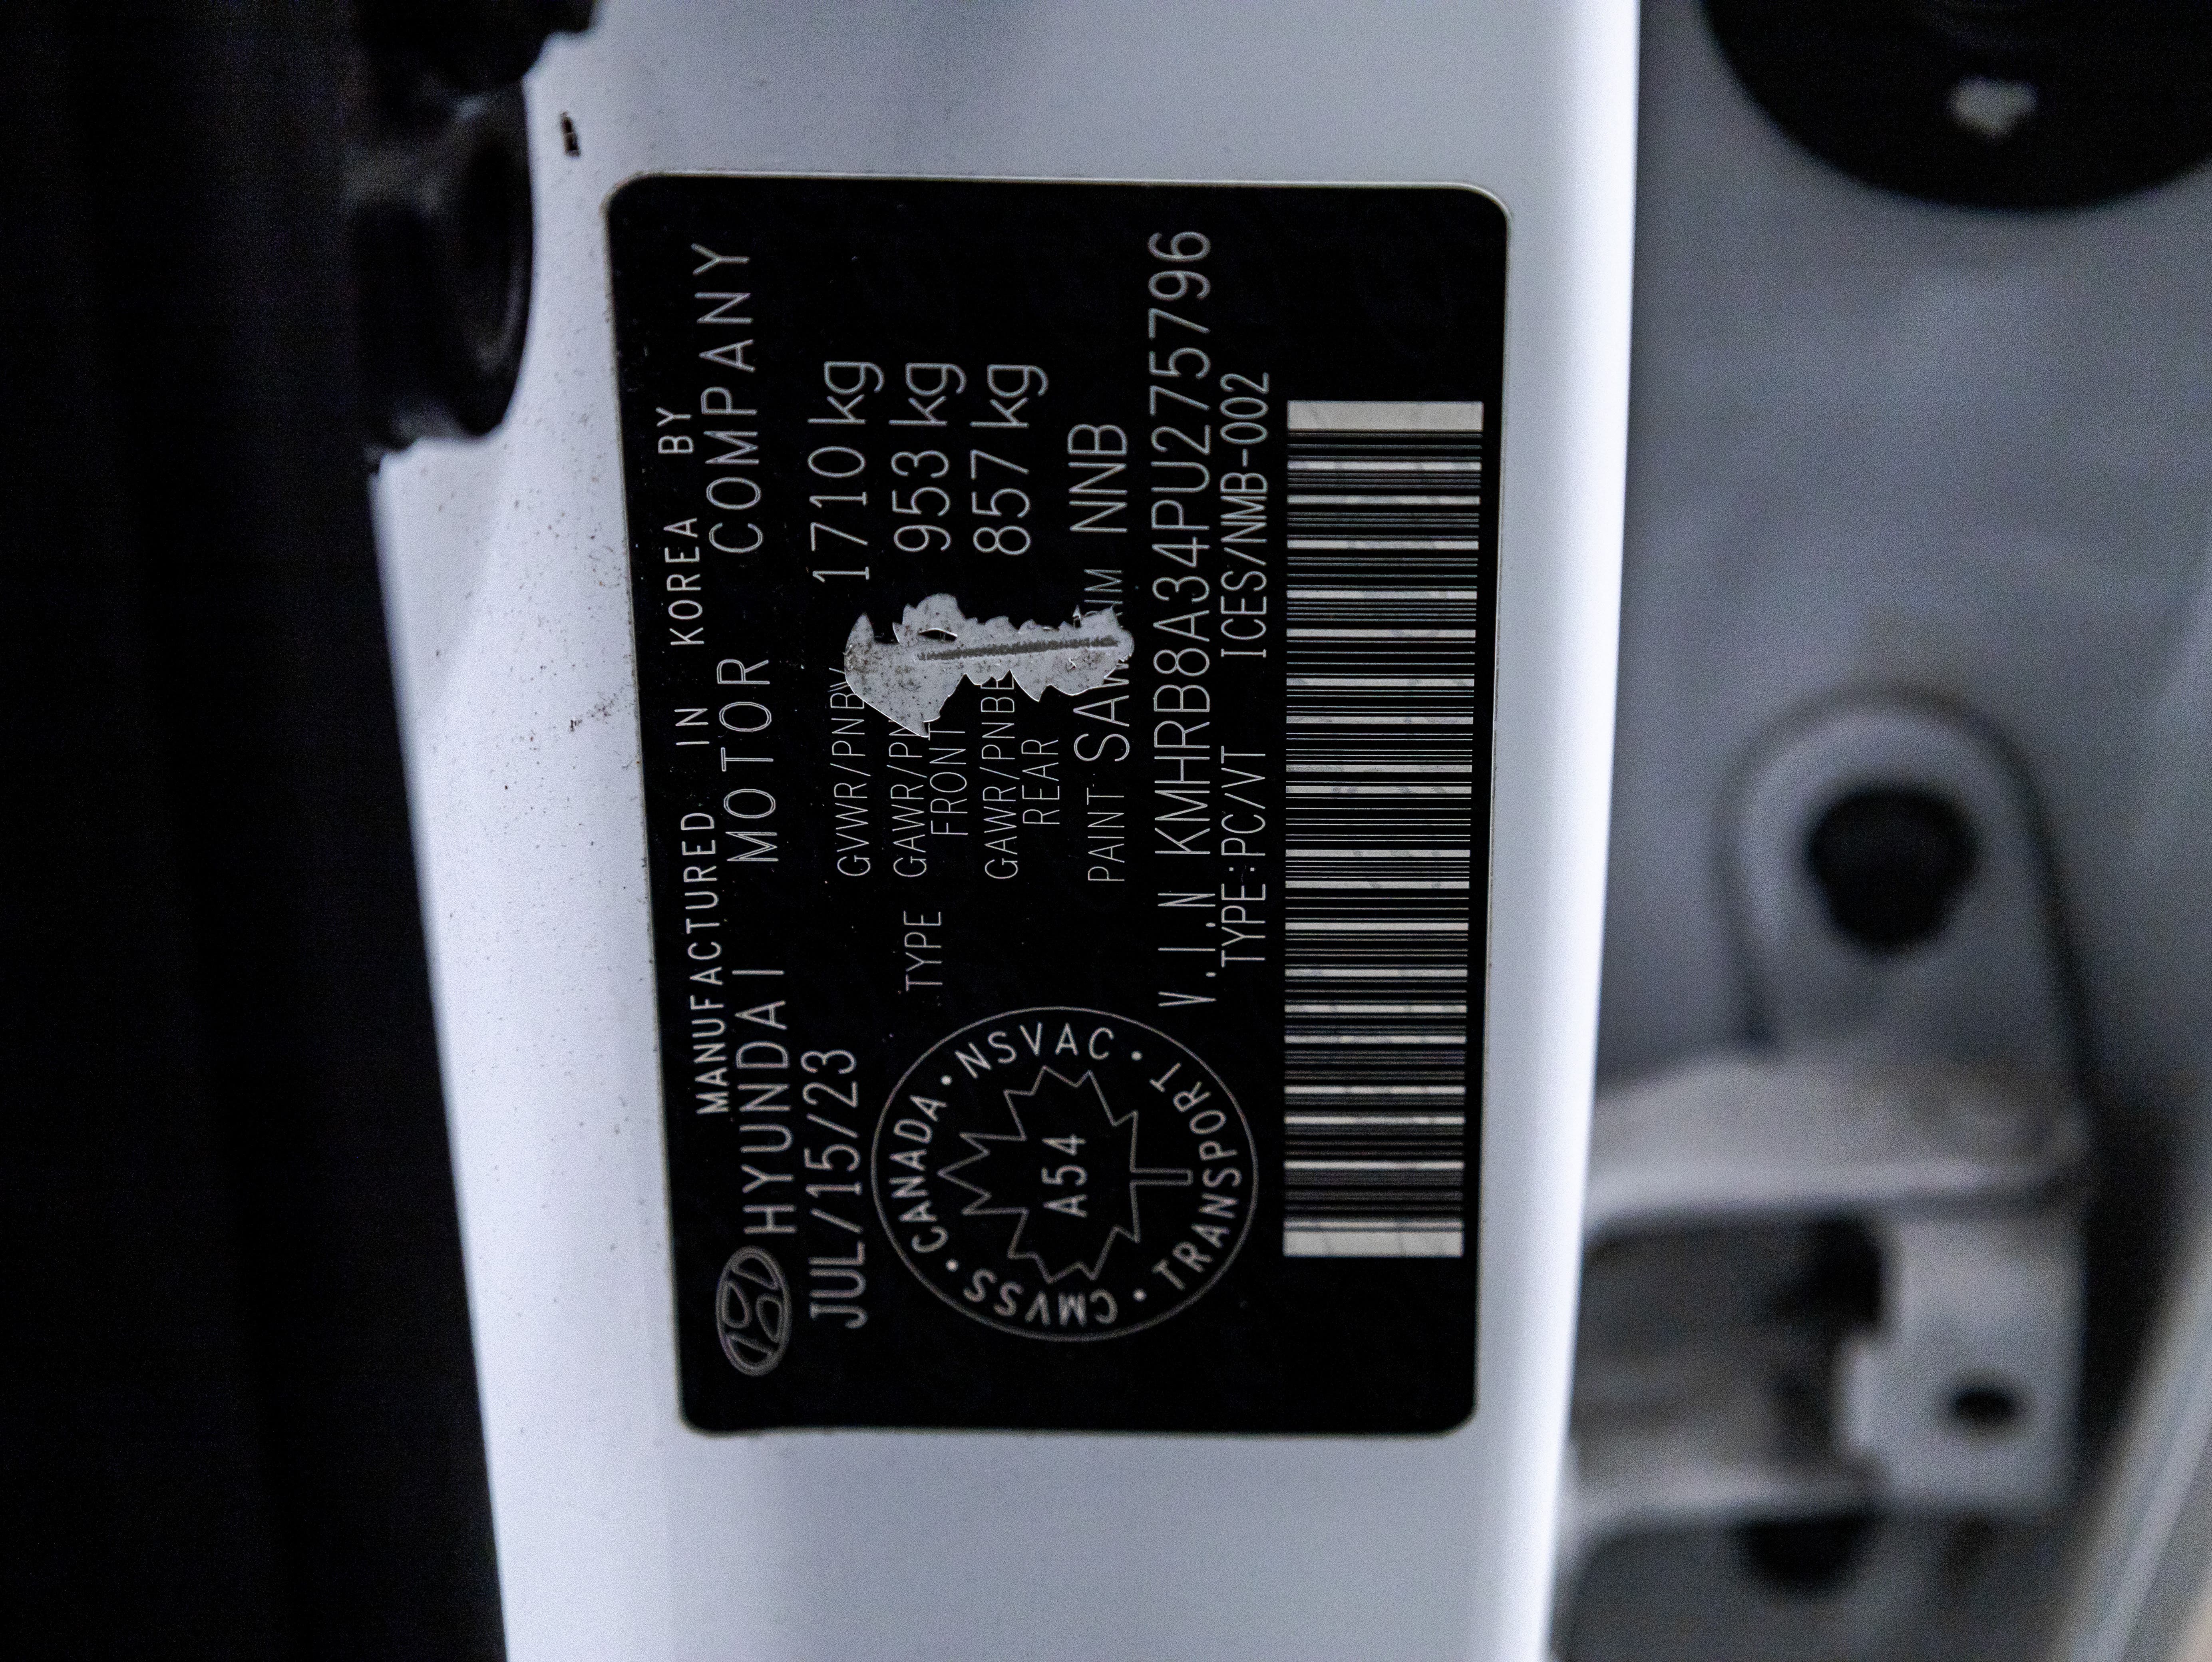 MANUFACTURED IN KOREA BY
HYUNDAI MOTOR COMPANY
JUL/15/23
GVWR/PNBV 1710 kg
TYPE
GAWR/PN 953 kg
FRONT
GAWR/PNBE 857 kg
REAR
PAINT SAW NNB
V.I.N KMHRB8A34PU275796
TYPE:PC/VT ICES/NMB-002
CANADA • NSVAC • TRANSPORT • CMVSS •
A54